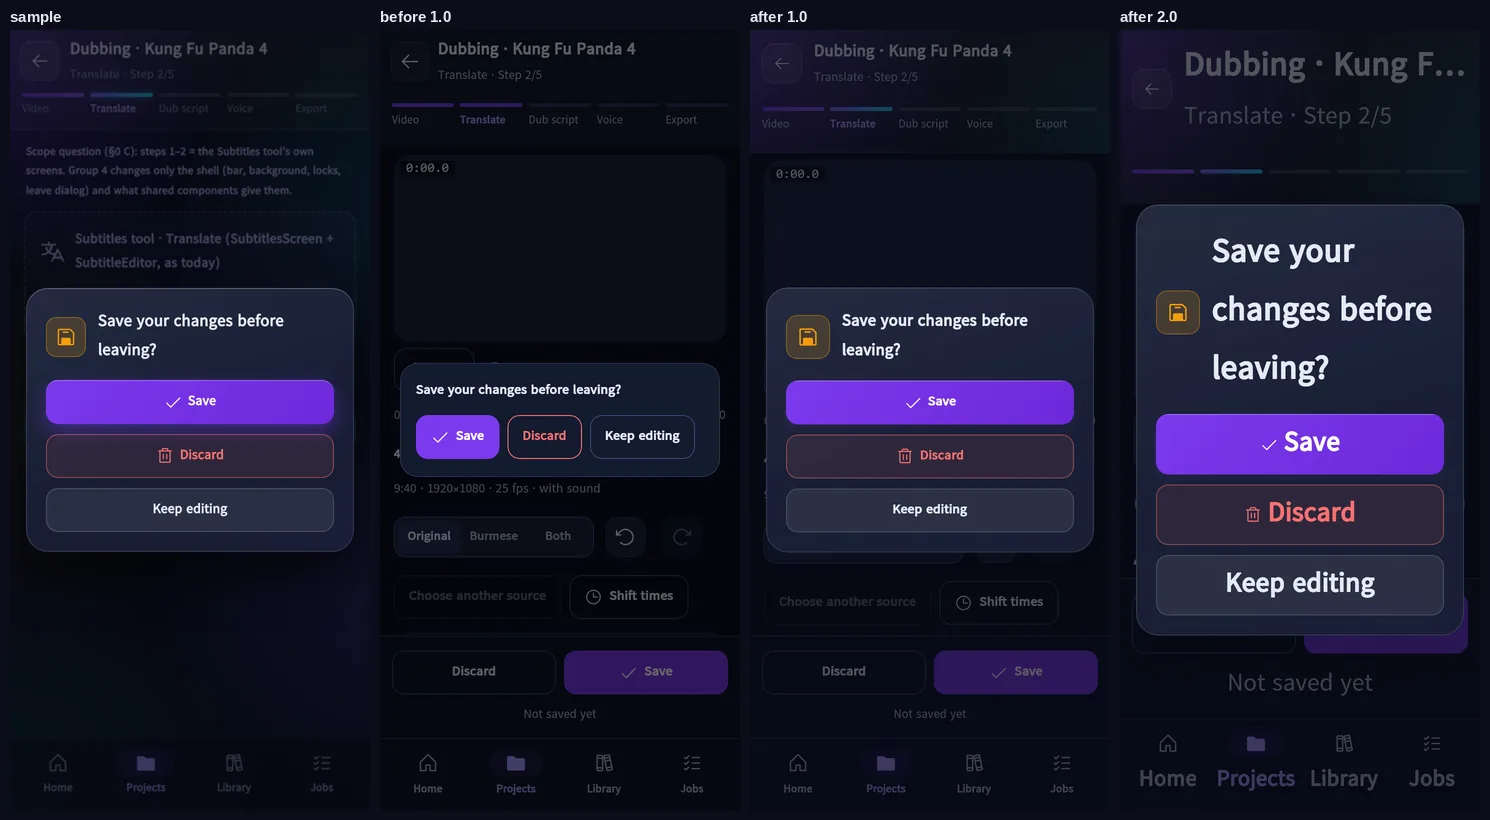 sample
Dubbing · Kung Fu Panda 4
Translate · Step 2/5
Video Translate Dub script Voice Export
Scope question (§0 C): steps 1–2 = the Subtitles tool's own
screens. Group 4 changes only the shell (bar, background, locks,
leave dialog) and what shared components give them.
Subtitles tool · Translate (SubtitlesScreen +
SubtitleEditor, as today)
Save your changes before
leaving?
Save
Discard
Keep editing
Home Projects Library Jobs
before 1.0
Dubbing · Kung Fu Panda 4
Translate · Step 2/5
Video Translate Dub script Voice Export
0:00.0
Save your changes before leaving?
Save Discard Keep editing
9:40 · 1920×1080 · 25 fps · with sound
Original Burmese Both
Choose another source Shift times
Discard Save
Not saved yet
Home Projects Library Jobs
after 1.0
Dubbing · Kung Fu Panda 4
Translate · Step 2/5
Video Translate Dub script Voice Export
0:00.0
Save your changes before
leaving?
Save
Discard
Keep editing
Choose another source Shift times
Discard Save
Not saved yet
Home Projects Library Jobs
after 2.0
Dubbing · Kung F...
Translate · Step 2/5
Save your
changes before
leaving?
Save
Discard
Keep editing
Not saved yet
Home Projects Library Jobs